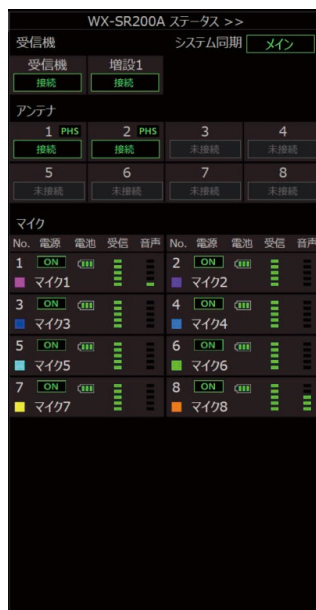 WX-SR200A ステータス >>
受信機 システム同期 メイン
受信機 増設1
接続 接続
アンテナ
1 PHS 2 PHS 3 4
接続 接続 未接続 未接続
5 6 7 8
未接続 未接続 未接続 未接続
マイク
No. 電源 電池 受信 音声 No. 電源 電池 受信 音声
1 ON 2 ON
マイク1 マイク2
3 ON 4 ON
マイク3 マイク4
5 ON 6 ON
マイク5 マイク6
7 ON 8 ON
マイク7 マイク8